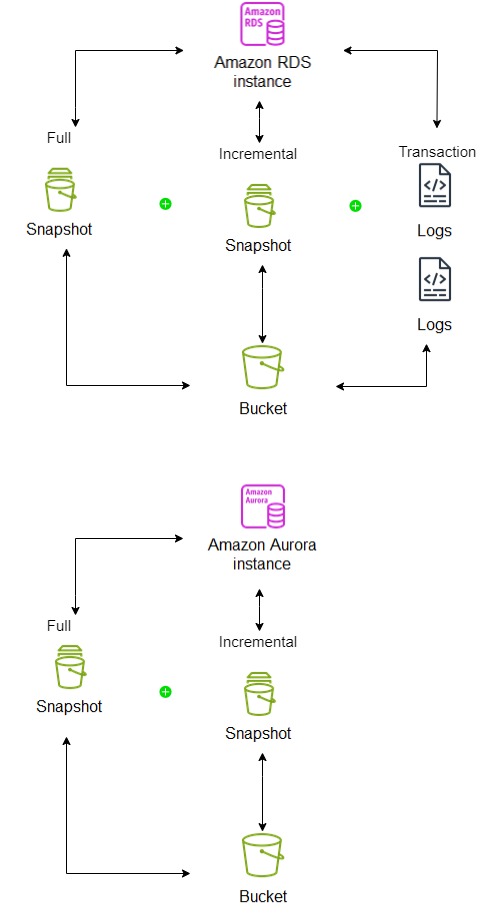 Amazon
RDS
Amazon RDS
instance
Full
Incremental
Transaction
Snapshot
Snapshot
Logs
Logs
Bucket
Amazon
Aurora
Amazon Aurora
instance
Full
Incremental
Snapshot
Snapshot
Bucket